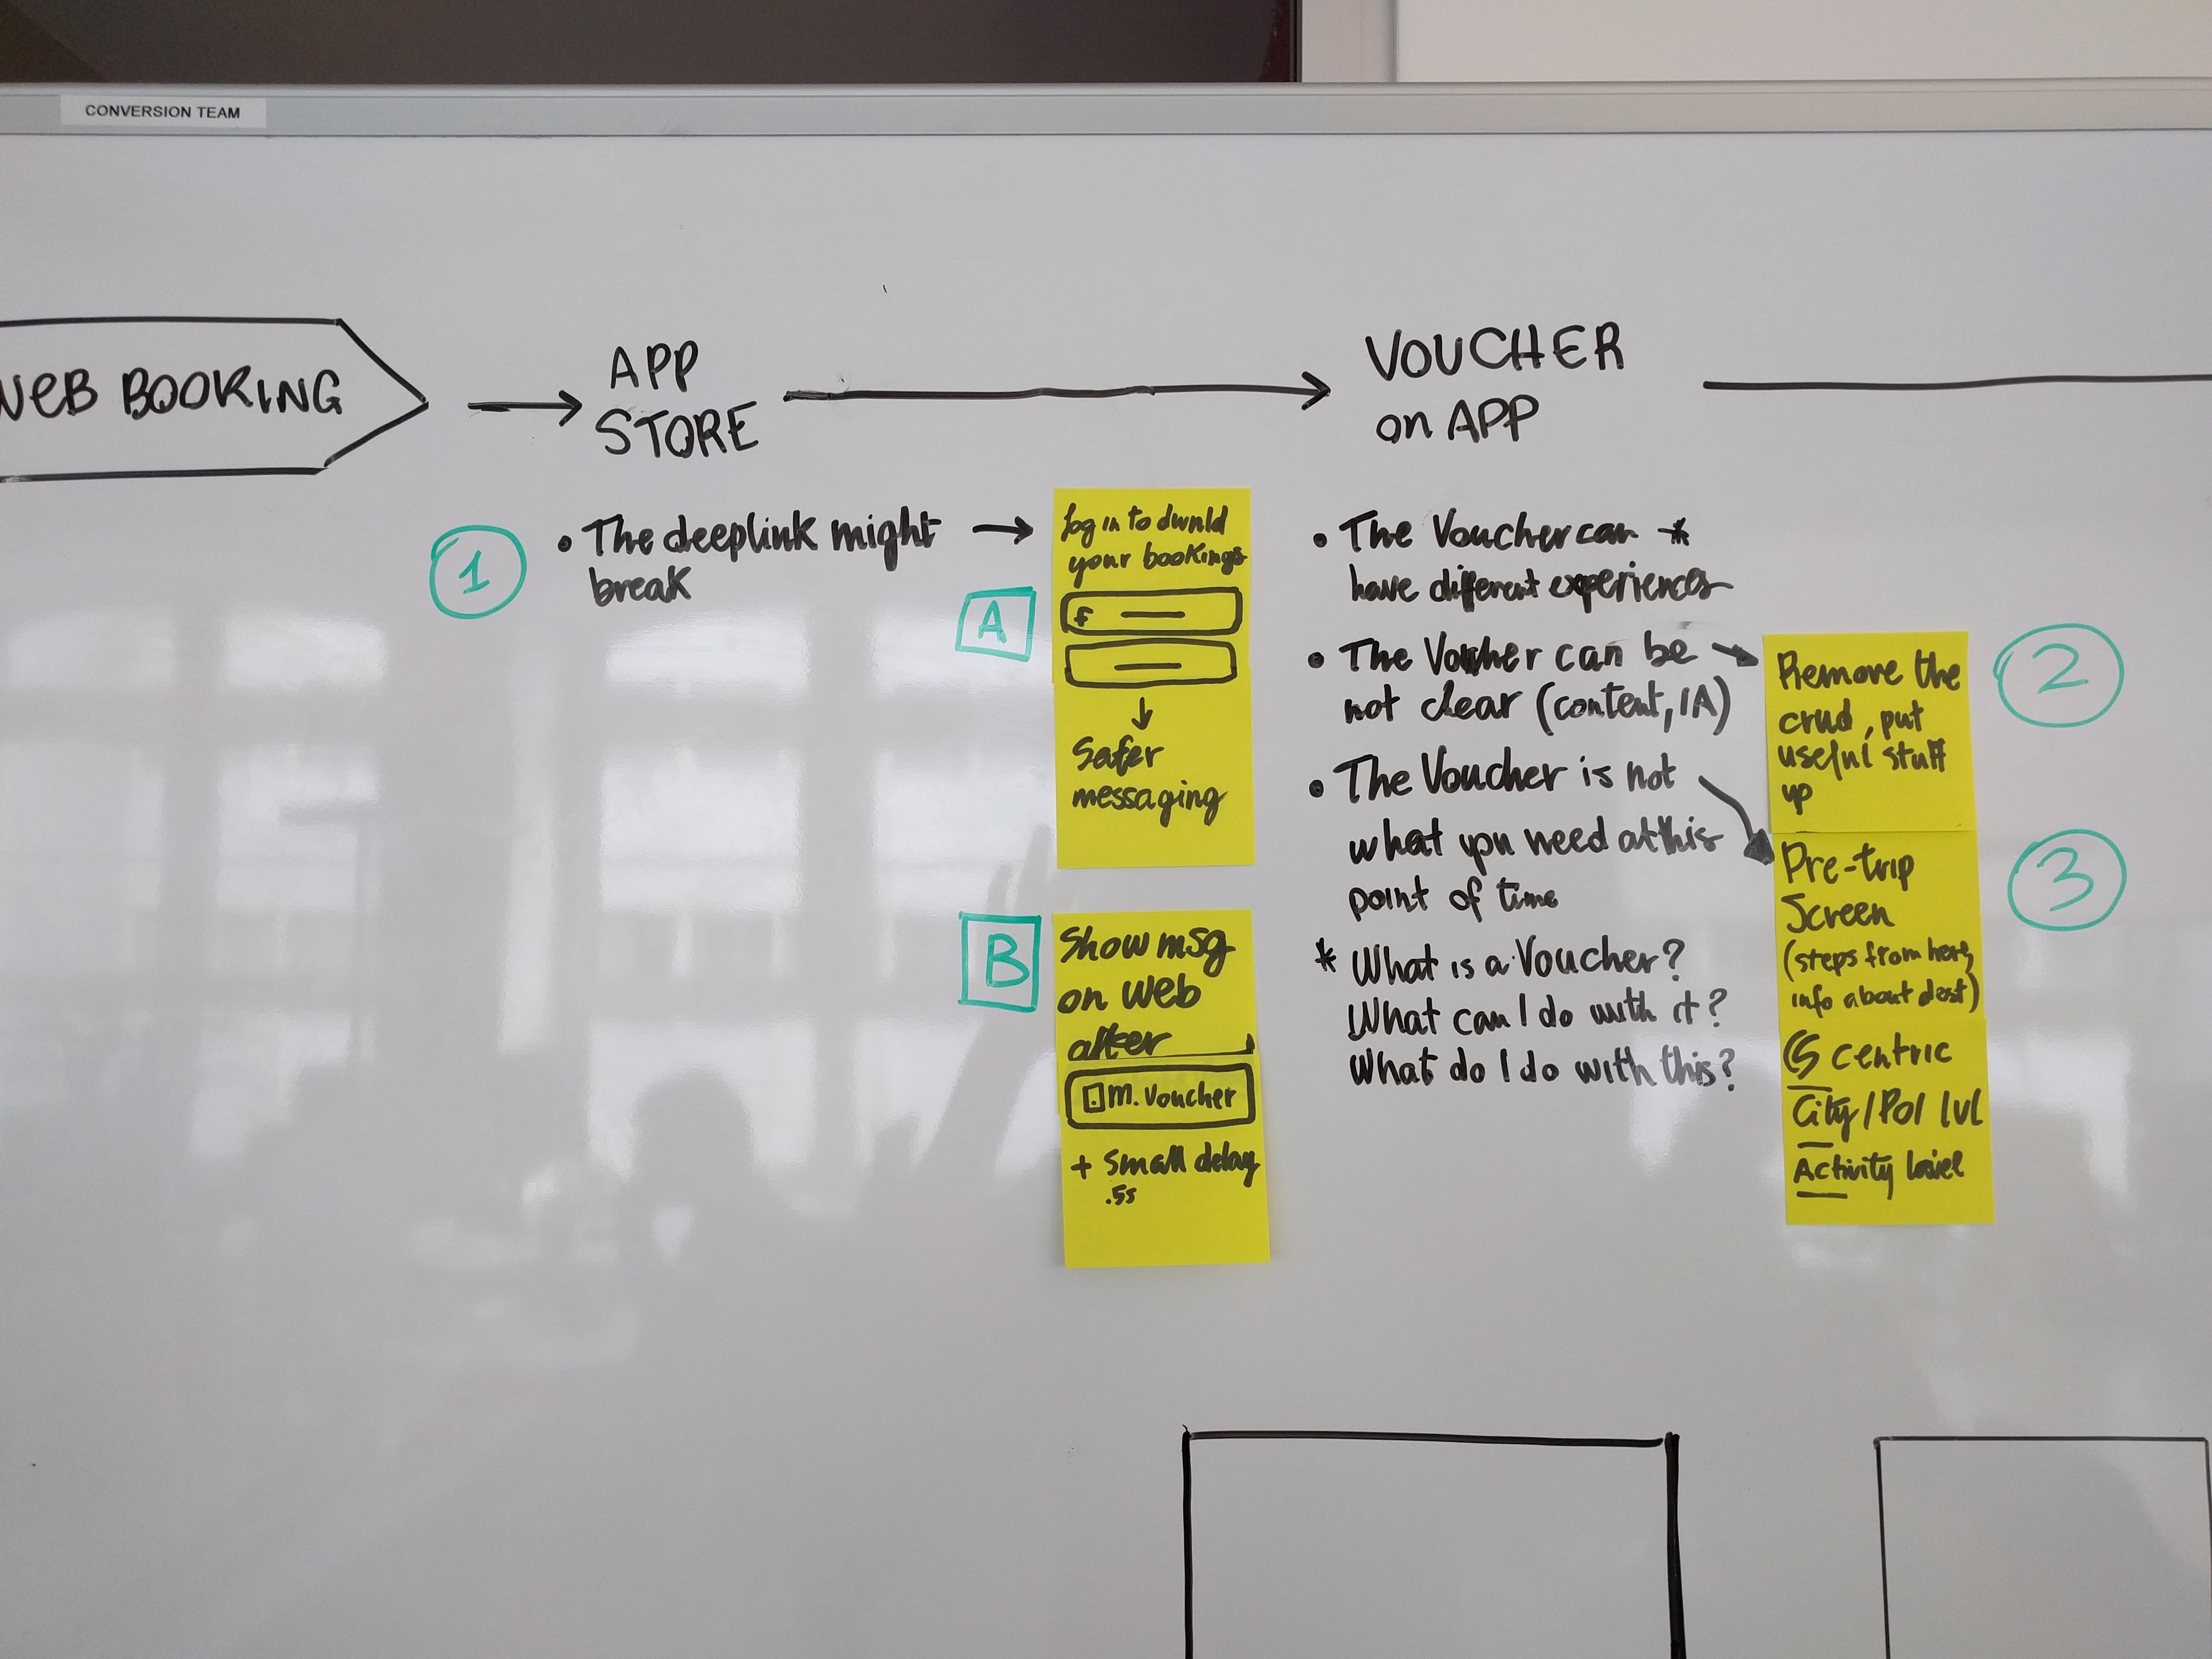 CONVERSION TEAM
WEB BOOKING
APP
STORE
VOUCHER
on APP
1
• The deeplink might
break
A
Log in to dwnld
your bookings
f
Safer
messaging
B
Show msg
on web
after
M. Voucher
+ small delay
.5s
• The Voucher can *
have different experiences
• The Voucher can be
not clear (content, IA)
• The Voucher is not
what you need at this
point of time
* What is a Voucher?
What can I do with it?
What do I do with this?
2
Remove the
crud, put
useful stuff
up
3
Pre-trip
Screen
(steps from here,
info about dest)
centric
City / POI lvl
Activity level